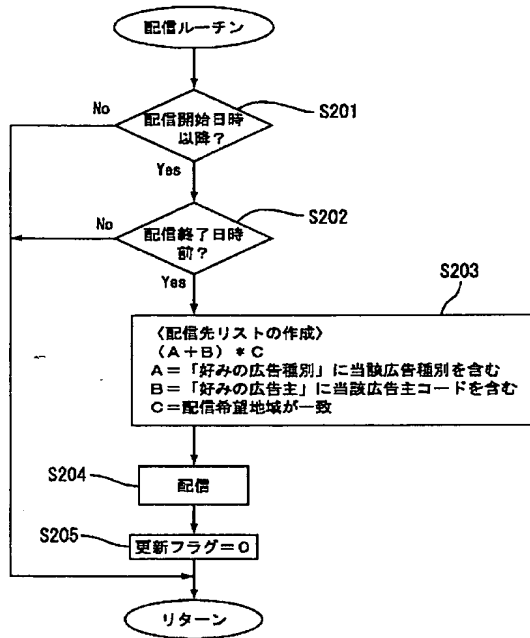 配信ルーチン
S201
No
配信開始日時
以降?
Yes
S202
No
配信終了日時
前?
Yes
S203
〈配信先リストの作成〉
(A+B)*C
A=「好みの広告種別」に当該広告種別を含む
B=「好みの広告主」に当該広告主コードを含む
C=配信希望地域が一致
S204
配信
S205
更新フラグ=0
リターン